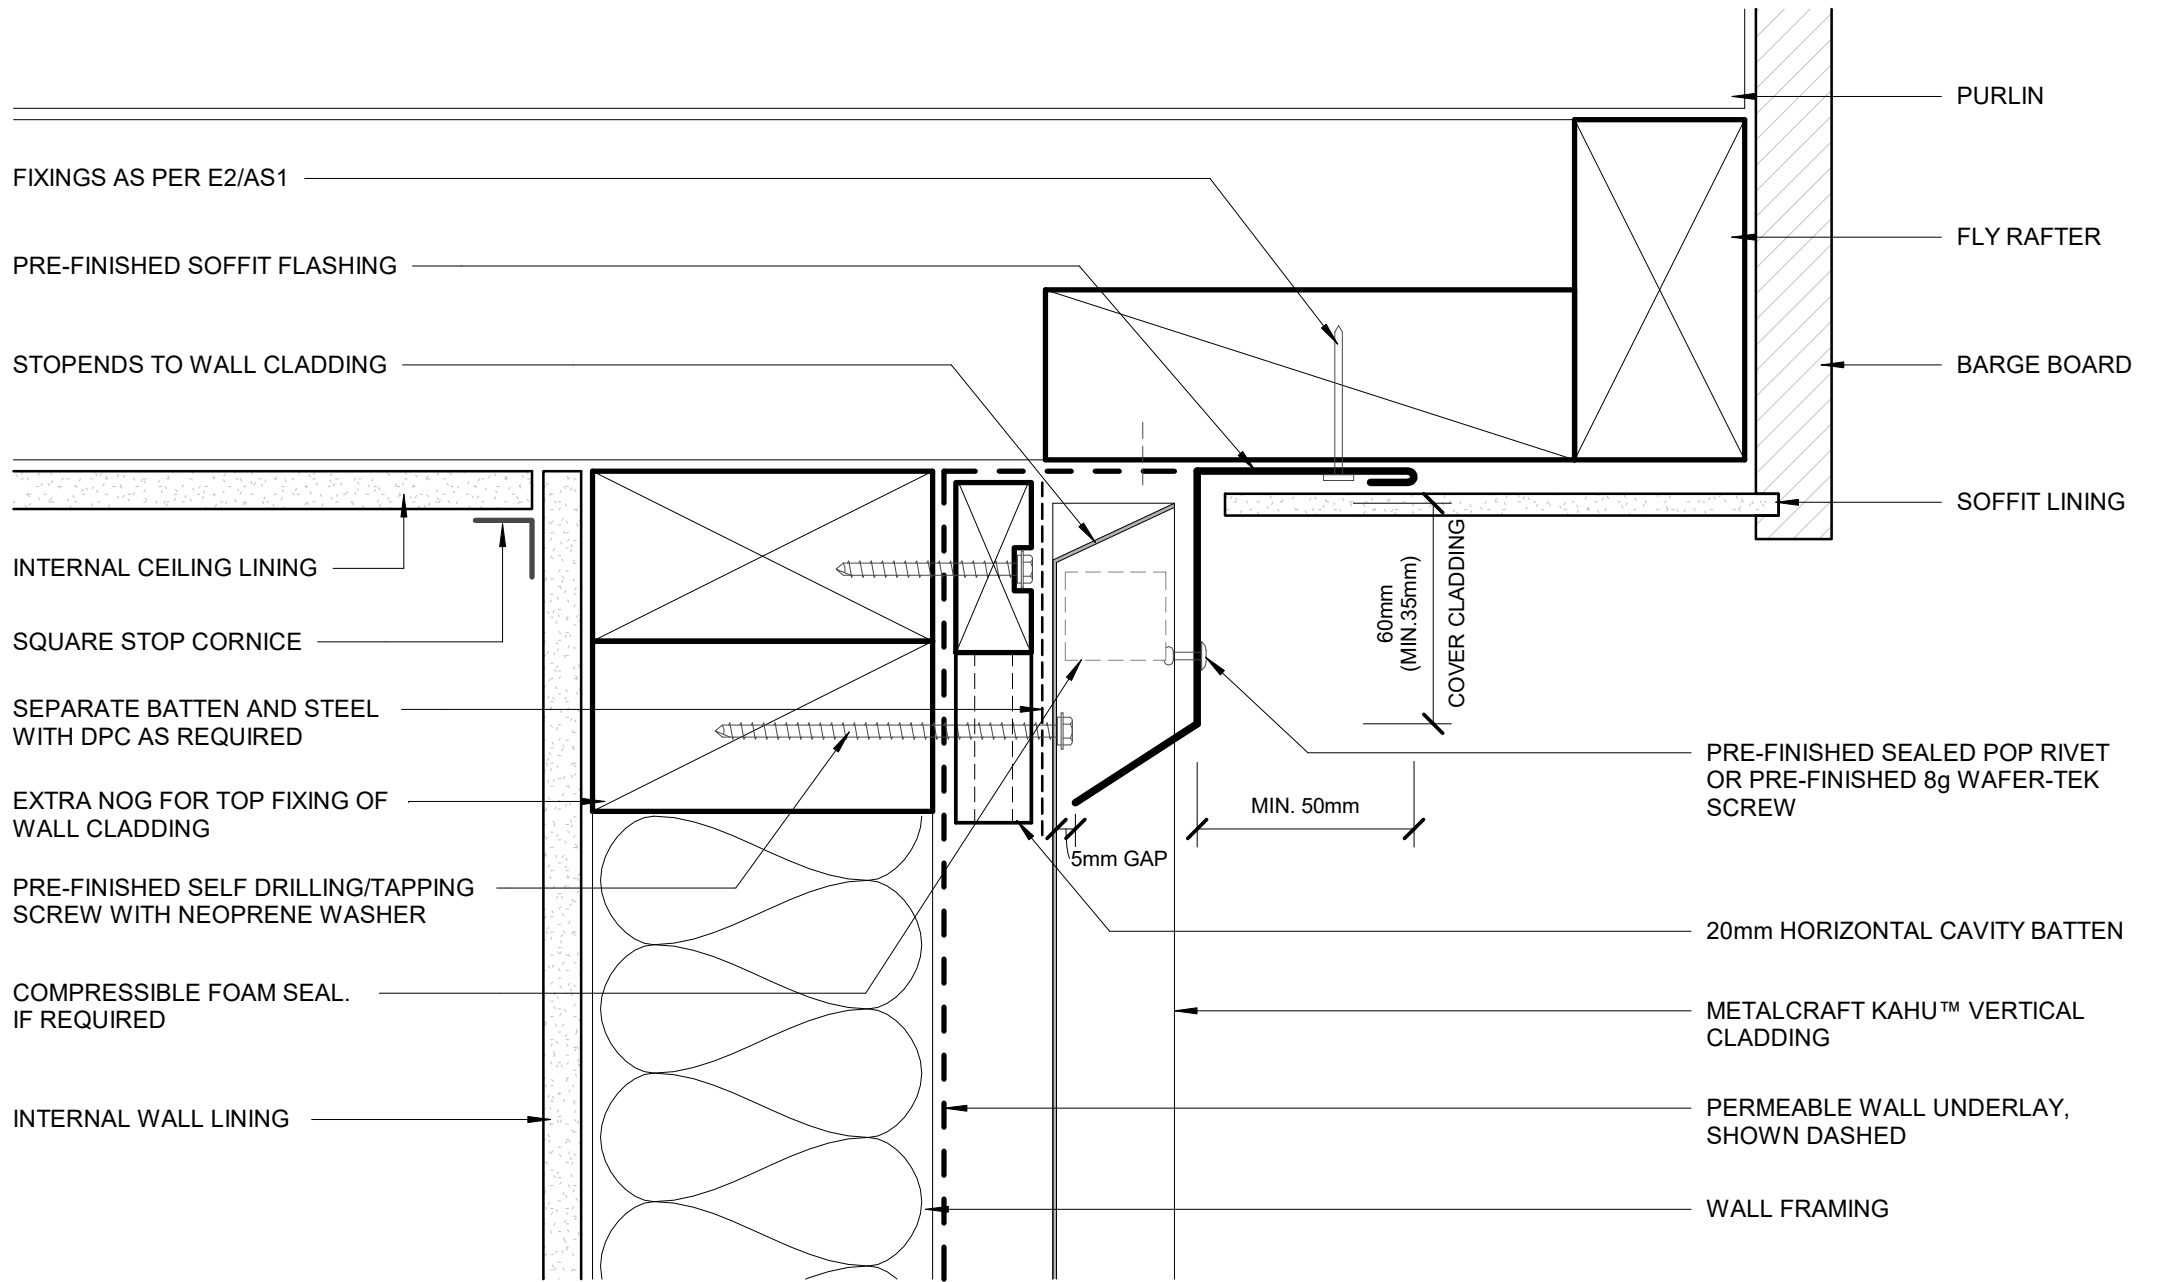 PURLIN
FIXINGS AS PER E2/AS1
FLY RAFTER
PRE-FINISHED SOFFIT FLASHING
STOPENDS TO WALL CLADDING
BARGE BOARD
SOFFIT LINING
INTERNAL CEILING LINING
60mm
(MIN.35mm)
COVER CLADDING
SQUARE STOP CORNICE
SEPARATE BATTEN AND STEEL
WITH DPC AS REQUIRED
PRE-FINISHED SEALED POP RIVET
OR PRE-FINISHED 8g WAFER-TEK
SCREW
EXTRA NOG FOR TOP FIXING OF
WALL CLADDING
MIN. 50mm
5mm GAP
PRE-FINISHED SELF DRILLING/TAPPING
SCREW WITH NEOPRENE WASHER
20mm HORIZONTAL CAVITY BATTEN
COMPRESSIBLE FOAM SEAL.
IF REQUIRED
METALCRAFT KAHU™ VERTICAL
CLADDING
INTERNAL WALL LINING
PERMEABLE WALL UNDERLAY,
SHOWN DASHED
WALL FRAMING